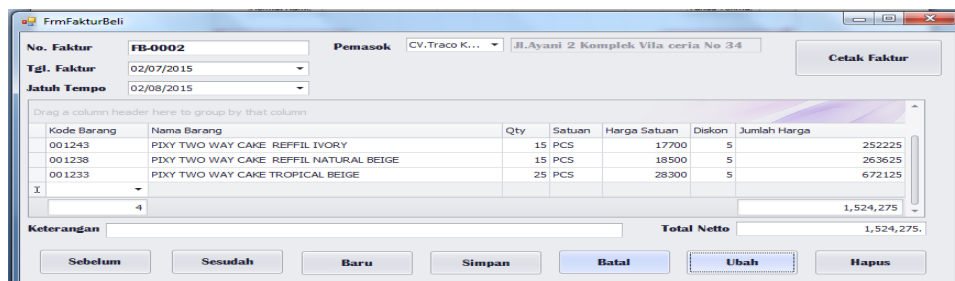 FrmFakturBeli
No. Faktur FB-0002 Pemasok CV.Traco K... Jl.Ayani 2 Komplek Vila ceria No 34
Cetak Faktur
Tgl. Faktur 02/07/2015
Jatuh Tempo 02/08/2015
Drag a column header here to group by that column
Kode Barang Nama Barang Qty Satuan Harga Satuan Diskon Jumlah Harga
001243 PIXY TWO WAY CAKE REFFIL IVORY 15 PCS 17700 5 252225
001238 PIXY TWO WAY CAKE REFFIL NATURAL BEIGE 15 PCS 18500 5 263625
001233 PIXY TWO WAY CAKE TROPICAL BEIGE 25 PCS 28300 5 672125
4 1,524,275
Keterangan Total Netto 1,524,275.
Sebelum Sesudah Baru Simpan Batal Ubah Hapus